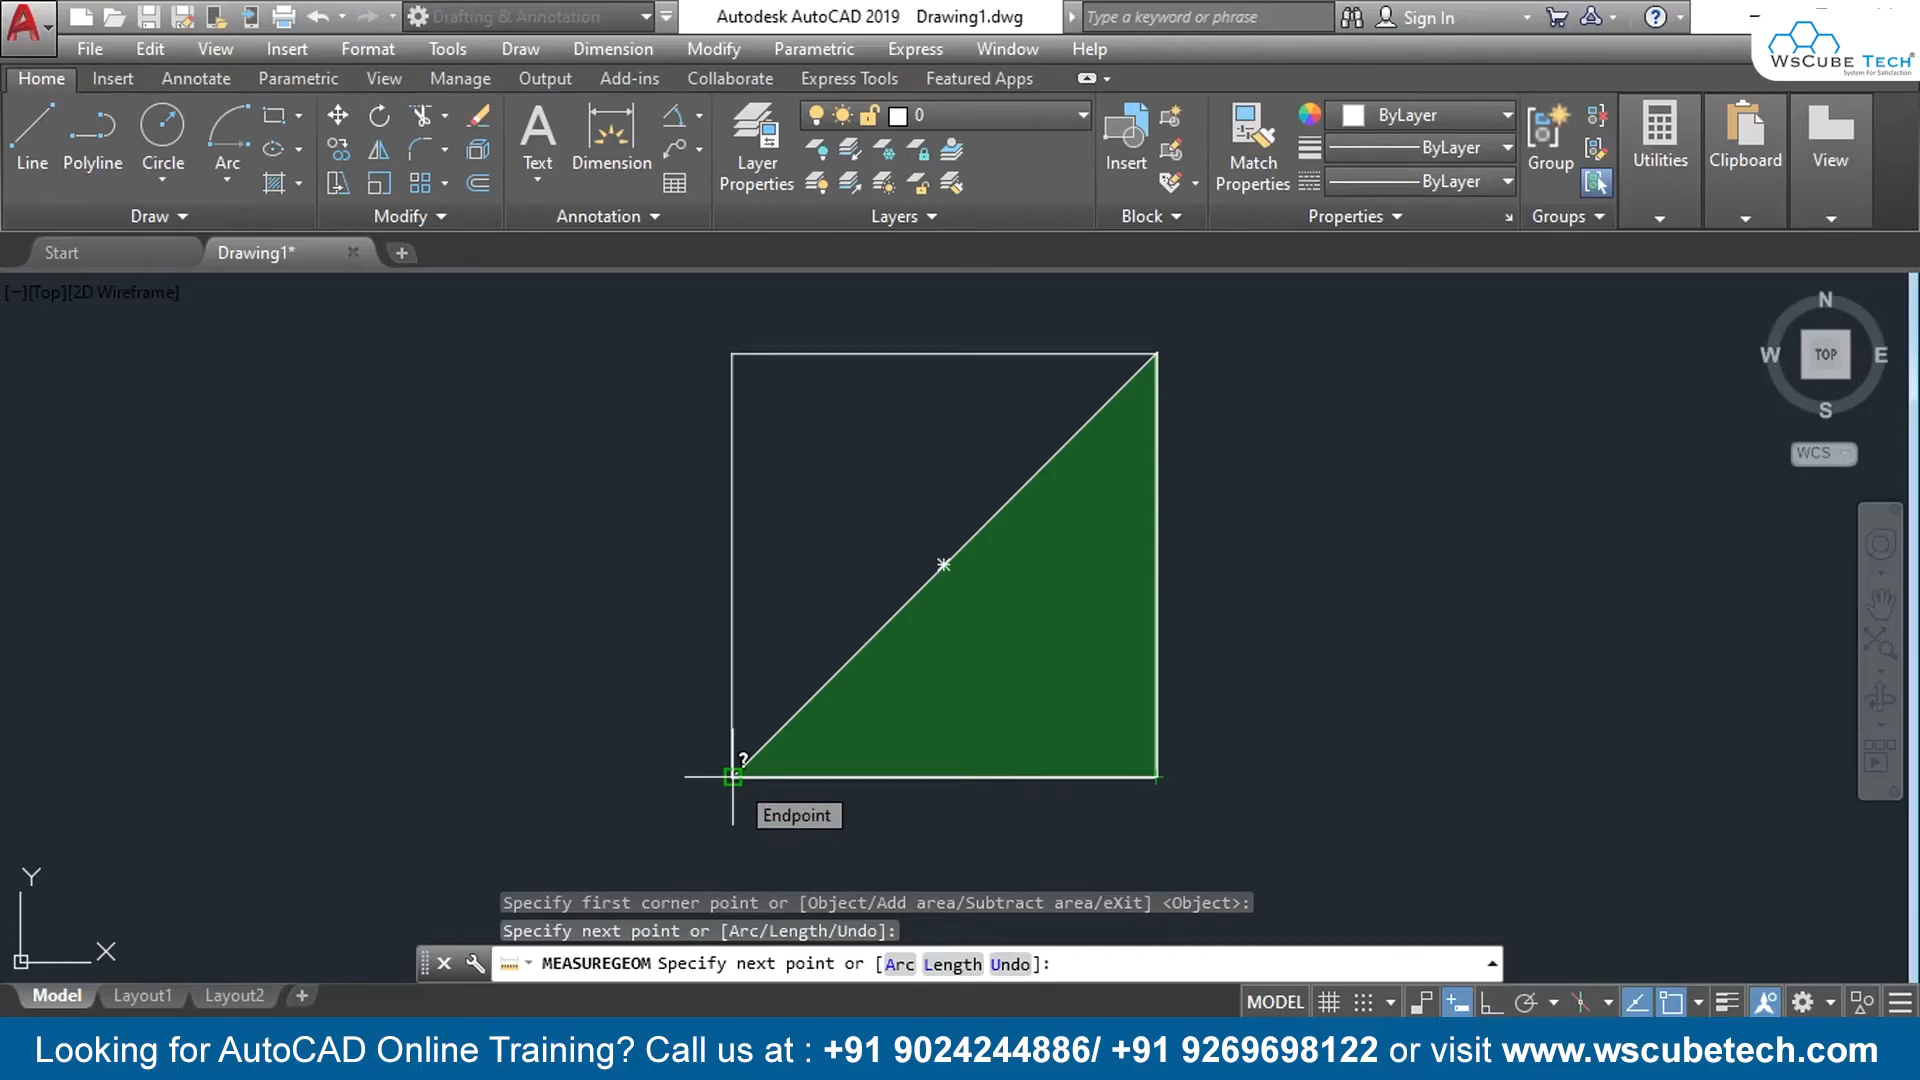 Drafting & Annotation
Autodesk AutoCAD 2019 Drawing1.dwg
Type a keyword or phrase
Sign In
?
WsCUBE TECH
System For Satisfaction
File Edit View Insert Format Tools Draw Dimension Modify Parametric Express Window Help
Home Insert Annotate Parametric View Manage Output Add-ins Collaborate Express Tools Featured Apps
Line Polyline Circle Arc
Draw
Modify
Text Dimension
Annotation
Layer Properties
0
Layers
Insert
Block
Match Properties
ByLayer
ByLayer
ByLayer
Properties
Group
Groups
Utilities
Clipboard
View
Start Drawing1*
[−][Top][2D Wireframe]
N
W TOP E
S
WCS
?
Endpoint
Y
X
Specify first corner point or [Object/Add area/Subtract area/eXit] <Object>:
Specify next point or [Arc/Length/Undo]:
MEASUREGEOM Specify next point or [Arc Length Undo]:
Model Layout1 Layout2
MODEL
Looking for AutoCAD Online Training? Call us at : +91 9024244886/ +91 9269698122 or visit www.wscubetech.com